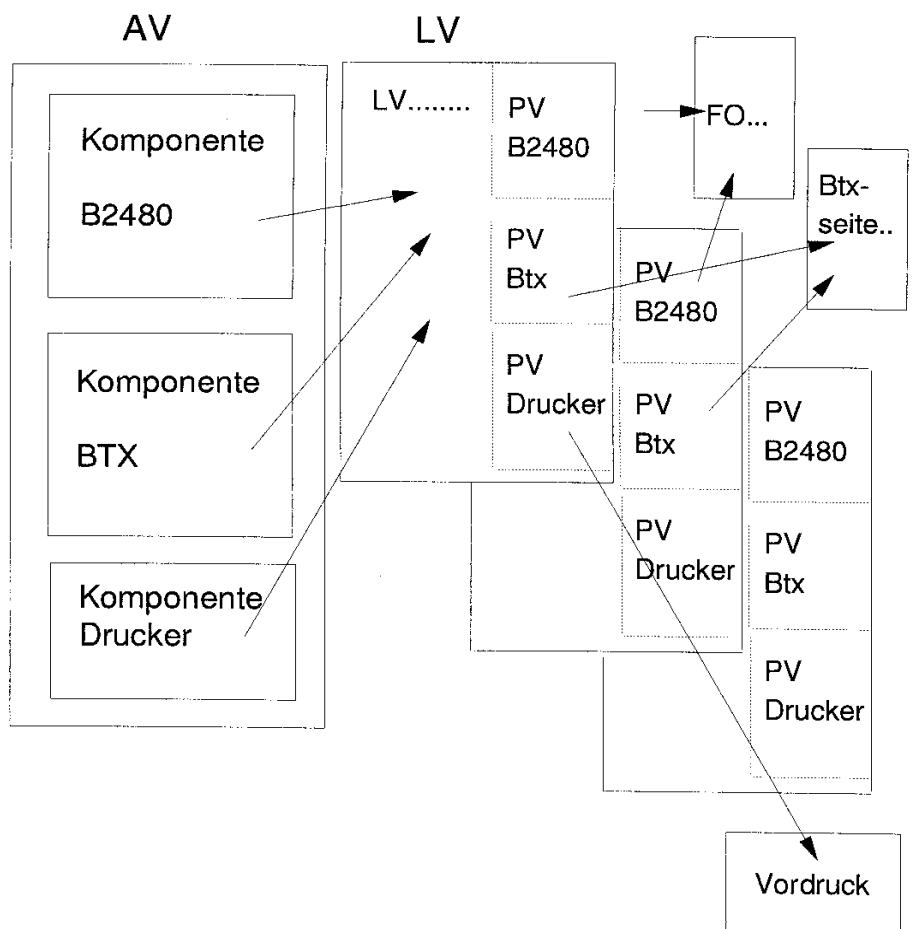 AV
LV
Komponente
B2480
Komponente
BTX
Komponente
Drucker
LV........
PV
B2480
PV
Btx
PV
Drucker
PV
B2480
PV
Btx
PV
Drucker
PV
B2480
PV
Btx
PV
Drucker
FO...
Btx-
seite..
Vordruck